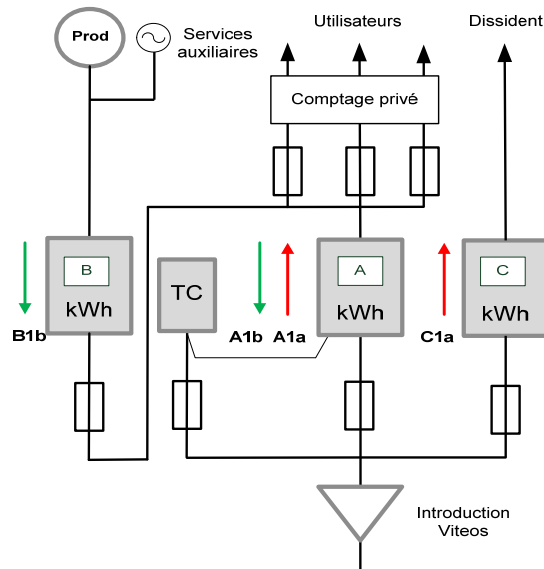 Prod
Services
auxiliaires
Utilisateurs
Dissident
Comptage privé
B
kWh
TC
A
kWh
C
kWh
B1b
A1b
A1a
C1a
Introduction
Viteos